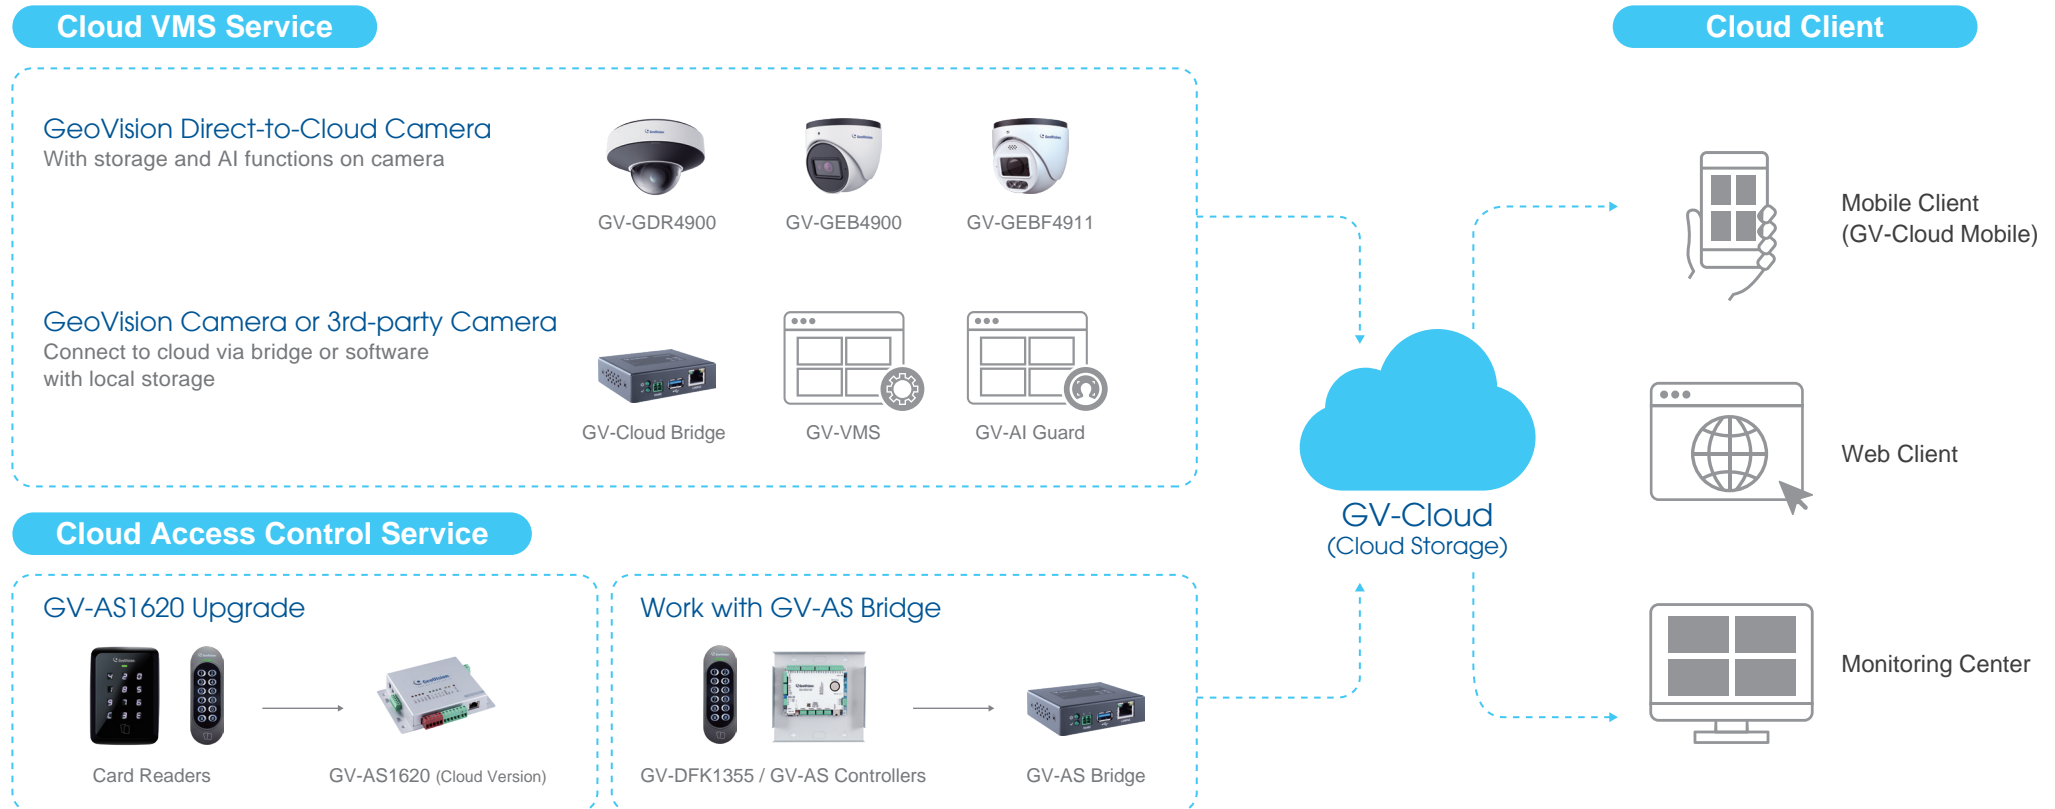 Cloud VMS Service
Cloud Client
GeoVision Direct-to-Cloud Camera
With storage and AI functions on camera
GV-GDR4900
GV-GEB4900
GV-GEBF4911
GeoVision Camera or 3rd-party Camera
Connect to cloud via bridge or software
with local storage
GV-Cloud Bridge
GV-VMS
GV-AI Guard
Mobile Client
(GV-Cloud Mobile)
Web Client
Monitoring Center
GV-Cloud
(Cloud Storage)
Cloud Access Control Service
GV-AS1620 Upgrade
GeoVision
Card Readers
GV-AS1620 (Cloud Version)
Work with GV-AS Bridge
GV-DFK1355 / GV-AS Controllers
GV-AS Bridge